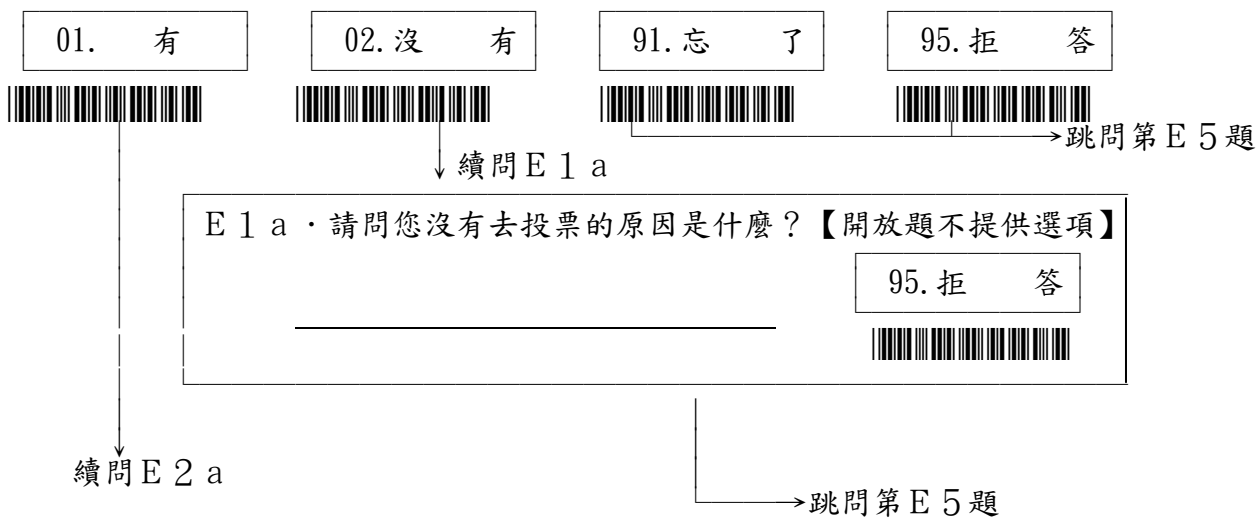 01. 有 02.沒 有 91.忘 了 95.拒 答
跳問第Ｅ５題
續問Ｅ１ａ
Ｅ１ａ．請問您沒有去投票的原因是什麼？【開放題不提供選項】
95.拒 答
續問Ｅ２ａ
跳問第Ｅ５題